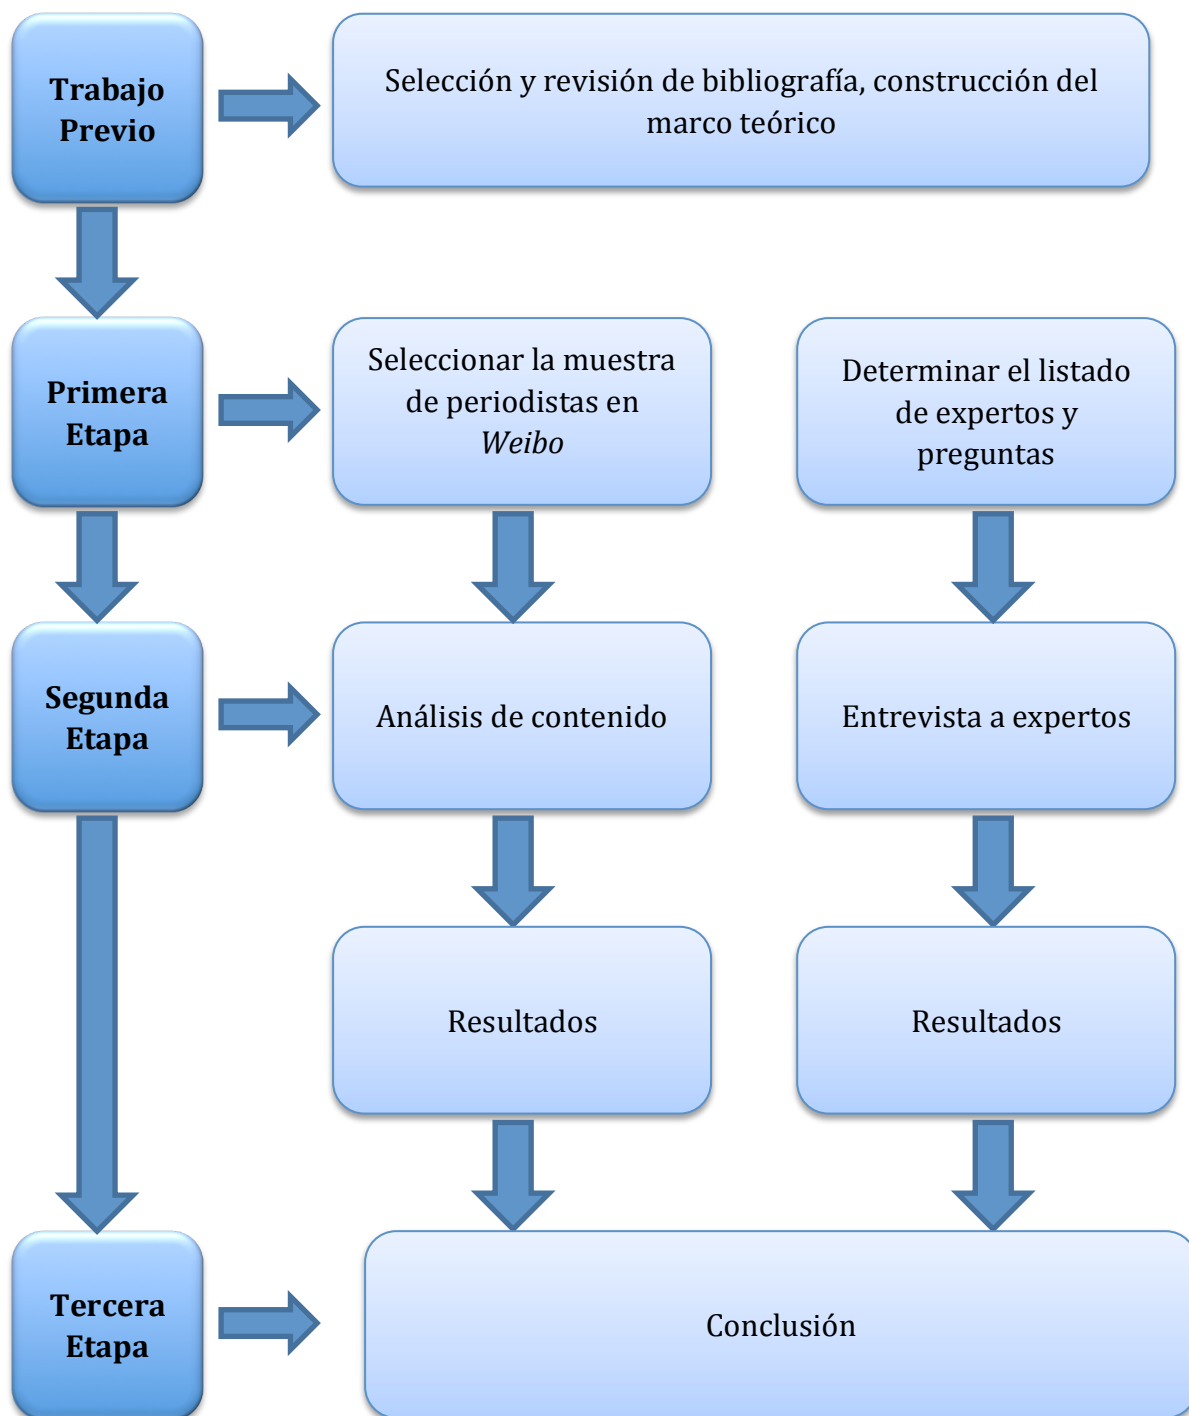 Trabajo
Previo
Selección y revisión de bibliografía, construcción del
marco teórico
Primera
Etapa
Seleccionar la muestra
de periodistas en
Weibo
Determinar el listado
de expertos y
preguntas
Segunda
Etapa
Análisis de contenido
Entrevista a expertos
Resultados
Resultados
Tercera
Etapa
Conclusión